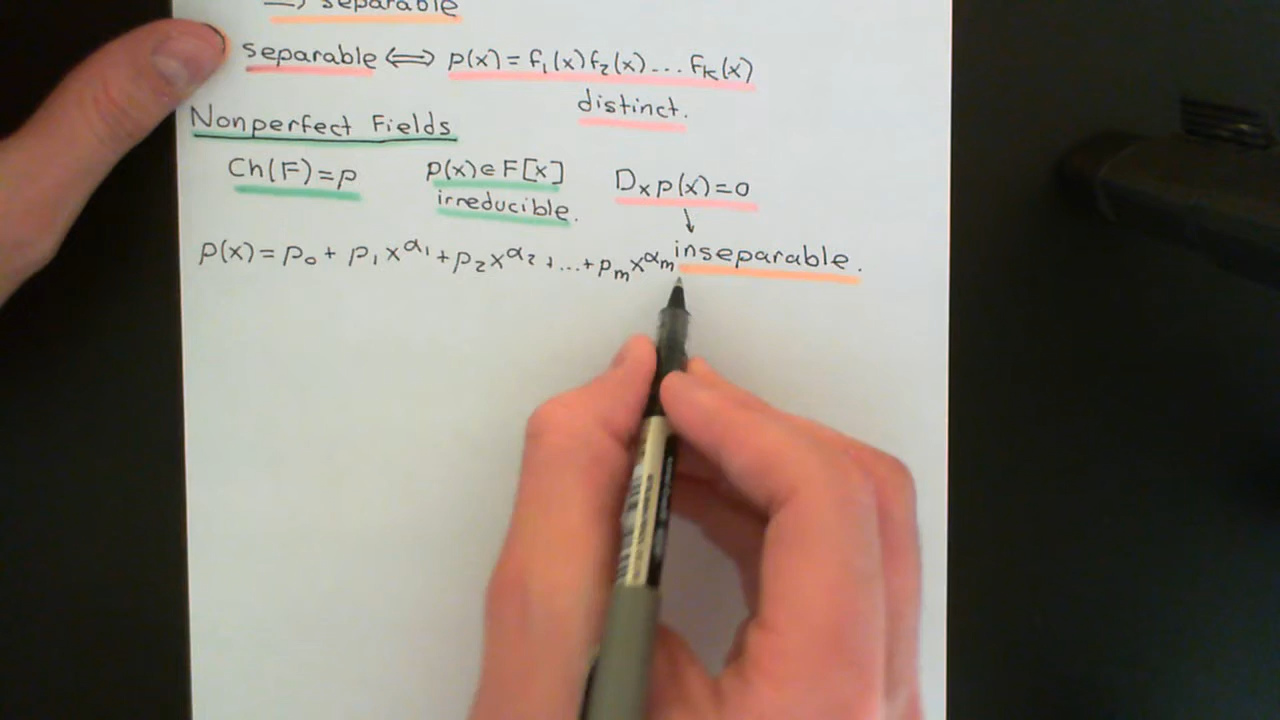 ⟹ separable
separable ⟺ p(x) = f₁(x)f₂(x)...fₖ(x)
distinct.
Nonperfect Fields
Ch(F)=p p(x)∈F[x] Dₓp(x)=0
irreducible. ↓
p(x) = p₀ + p₁x^α₁ + p₂x^α₂ + ... + pₘx^αₘ inseparable.